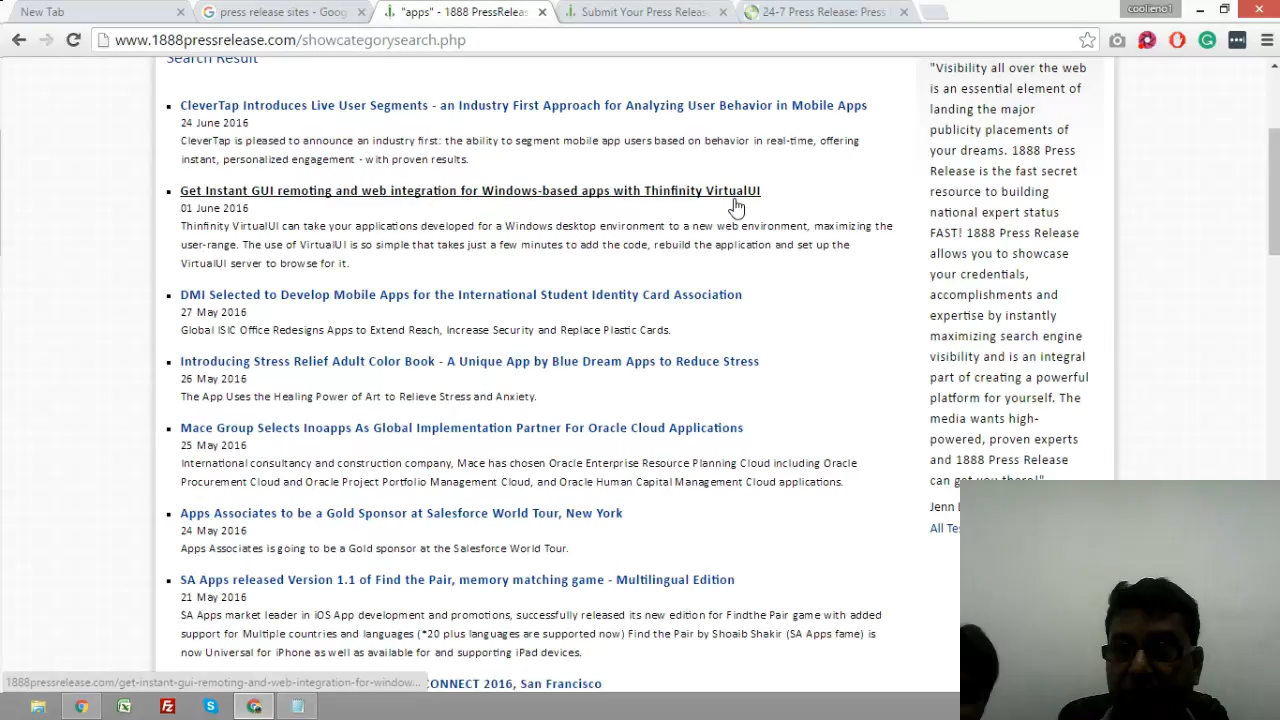 New Tab
press release sites - Goog
"apps" - 1888 PressRelea
Submit Your Press Releas
24-7 Press Release: Press
coolieno1
www.1888pressrelease.com/showcategorysearch.php
Search Result
CleverTap Introduces Live User Segments - an Industry First Approach for Analyzing User Behavior in Mobile Apps
24 June 2016
CleverTap is pleased to announce an industry first: the ability to segment mobile app users based on behavior in real-time, offering
instant, personalized engagement - with proven results.
Get Instant GUI remoting and web integration for Windows-based apps with Thinfinity VirtualUI
01 June 2016
Thinfinity VirtualUI can take your applications developed for a Windows desktop environment to a new web environment, maximizing the
user-range. The use of VirtualUI is so simple that takes just a few minutes to add the code, rebuild the application and set up the
VirtualUI server to browse for it.
DMI Selected to Develop Mobile Apps for the International Student Identity Card Association
27 May 2016
Global ISIC Office Redesigns Apps to Extend Reach, Increase Security and Replace Plastic Cards.
Introducing Stress Relief Adult Color Book - A Unique App by Blue Dream Apps to Reduce Stress
26 May 2016
The App Uses the Healing Power of Art to Relieve Stress and Anxiety.
Mace Group Selects Inoapps As Global Implementation Partner For Oracle Cloud Applications
25 May 2016
International consultancy and construction company, Mace has chosen Oracle Enterprise Resource Planning Cloud including Oracle
Procurement Cloud and Oracle Project Portfolio Management Cloud, and Oracle Human Capital Management Cloud applications.
Apps Associates to be a Gold Sponsor at Salesforce World Tour, New York
24 May 2016
Apps Associates is going to be a Gold sponsor at the Salesforce World Tour.
SA Apps released Version 1.1 of Find the Pair, memory matching game - Multilingual Edition
21 May 2016
SA Apps market leader in iOS App development and promotions, successfully released its new edition for Findthe Pair game with added
support for Multiple countries and languages (*20 plus languages are supported now) Find the Pair by Shoaib Shakir (SA Apps fame) is
now Universal for iPhone as well as available for and supporting iPad devices.
CONNECT 2016, San Francisco
1888pressrelease.com/get-instant-gui-remoting-and-web-integration-for-window...
"Visibility all over the web
is an essential element of
landing the major
publicity placements of
your dreams. 1888 Press
Release is the fast secret
resource to building
national expert status
FAST! 1888 Press Release
allows you to showcase
your credentials,
accomplishments and
expertise by instantly
maximizing search engine
visibility and is an integral
part of creating a powerful
platform for yourself. The
media wants high-
powered, proven experts
and 1888 Press Release
can get you there!"
Jenn
All Te